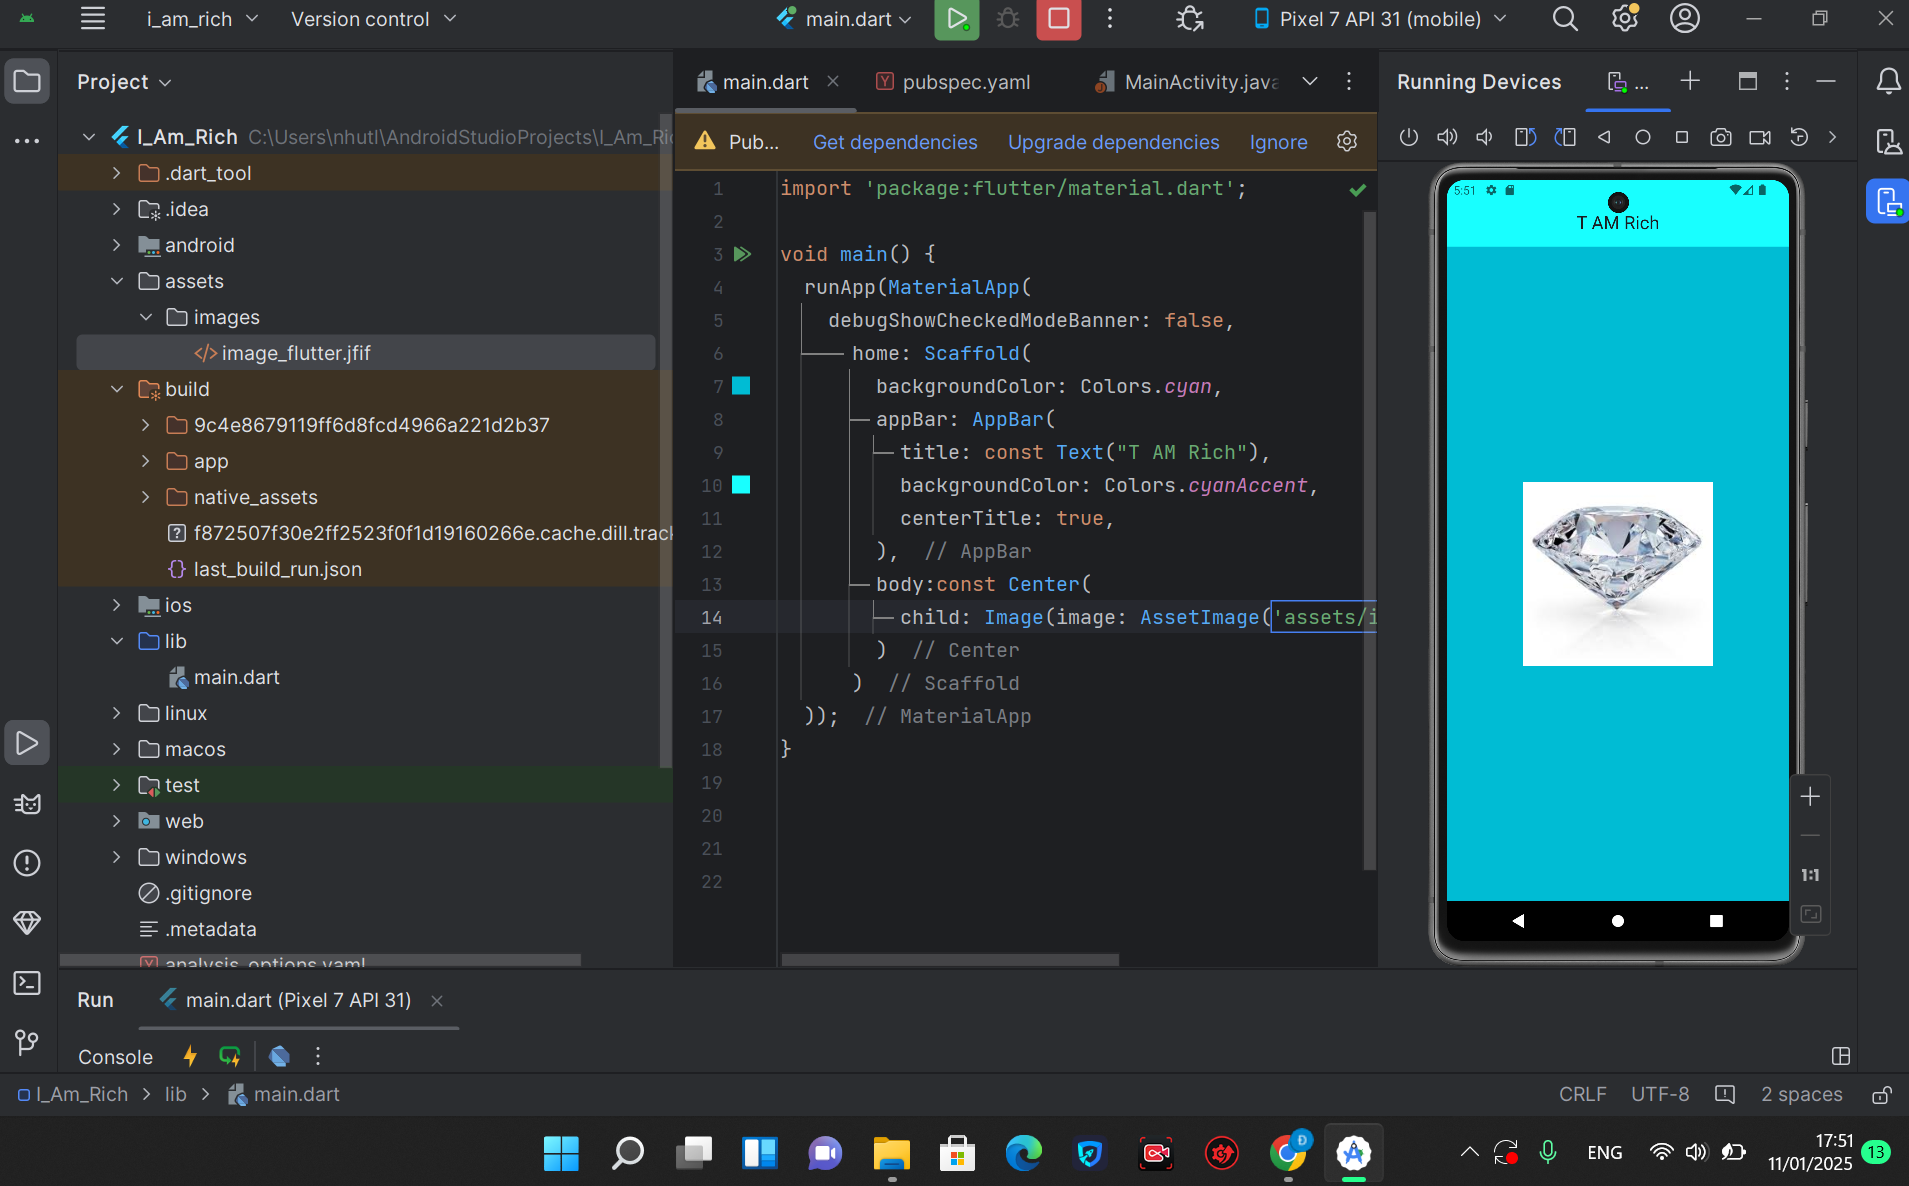 i_am_rich
Version control
main.dart
Pixel 7 API 31 (mobile)
Project
main.dart
pubspec.yaml
MainActivity.java
Running Devices
...
I_Am_Rich C:\Users\nhutl\AndroidStudioProjects\I_Am_Ric
.dart_tool
.idea
android
assets
images
image_flutter.jfif
build
9c4e8679119ff6d8fcd4966a221d2b37
app
native_assets
f872507f30e2ff2523f0f1d19160266e.cache.dill.track
last_build_run.json
ios
lib
main.dart
linux
macos
test
web
windows
.gitignore
.metadata
analysis_options.yaml
Pub...
Get dependencies
Upgrade dependencies
Ignore
1 import 'package:flutter/material.dart';
2
3 void main() {
4 runApp(MaterialApp(
5 debugShowCheckedModeBanner: false,
6 home: Scaffold(
7 backgroundColor: Colors.cyan,
8 appBar: AppBar(
9 title: const Text("T AM Rich"),
10 backgroundColor: Colors.cyanAccent,
11 centerTitle: true,
12 ), // AppBar
13 body:const Center(
14 child: Image(image: AssetImage('assets/i
15 ) // Center
16 ) // Scaffold
17 )); // MaterialApp
18 }
19
20
21
22
5:51
T AM Rich
1:1
Run
main.dart (Pixel 7 API 31)
Console
I_Am_Rich > lib > main.dart
CRLF
UTF-8
2 spaces
Đ
ENG
17:51
11/01/2025
13